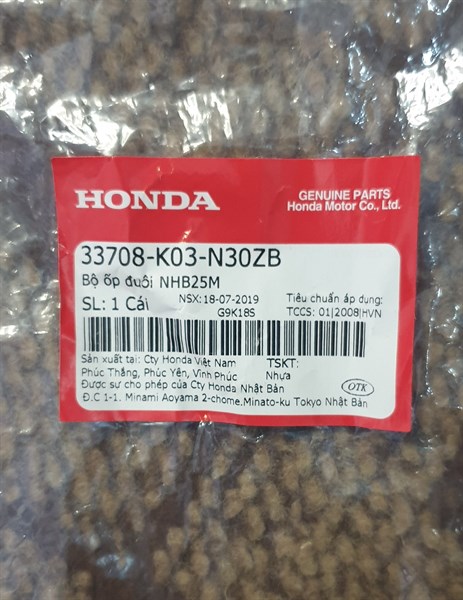 HONDA
GENUINE PARTS
Honda Motor Co., Ltd.
33708-K03-N30ZB
Bộ ốp đuôi NHB25M
SL: 1 Cái
NSX: 18-07-2019
G9K18S
Tiêu chuẩn áp dụng:
TCCS: 01|2008|HVN
Sản xuất tại: Cty Honda Việt Nam
Phúc Thắng, Phúc Yên, Vĩnh Phúc
TSKT:
Nhựa
Được sự cho phép của Cty Honda Nhật Bản
Đ.C 1-1. Minami Aoyama 2-chome.Minato-ku Tokyo Nhật Bản
OTK